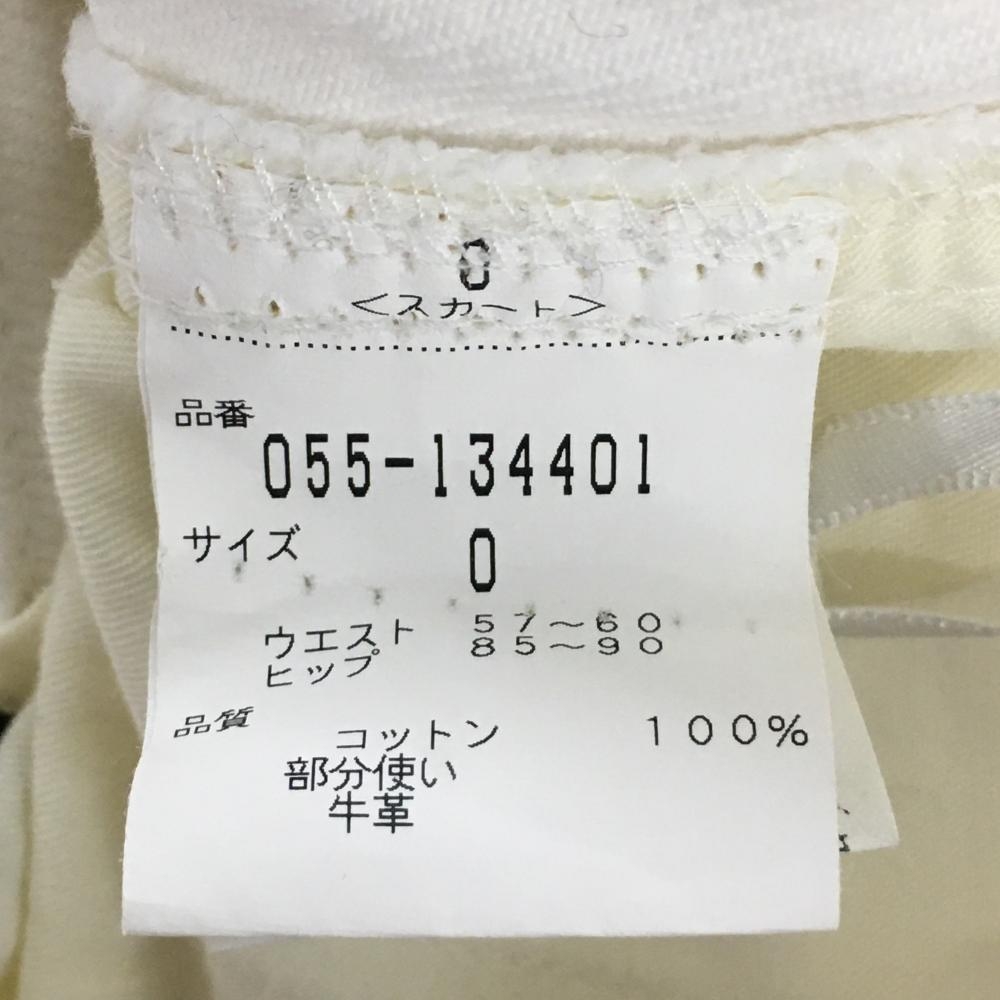 0
<スカート>
品番
055-134401
サイズ 0
ウエスト 57～60
ヒップ 85～90
品質
コットン 100%
部分使い
牛革